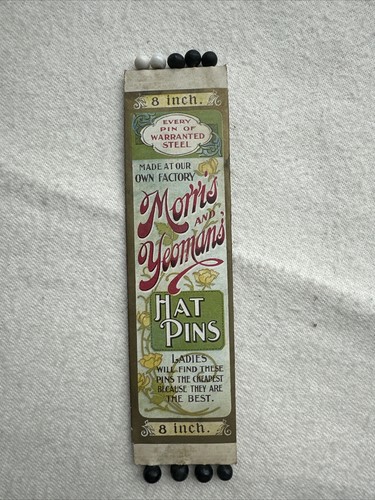 8 inch.
EVERY
PIN OF
WARRANTED
STEEL
MADE AT OUR
OWN FACTORY
Morris
AND
Yeomans'
HAT
PINS
LADIES
WILL FIND THESE
PINS THE CHEAPEST
BECAUSE THEY ARE
THE BEST.
8 inch.